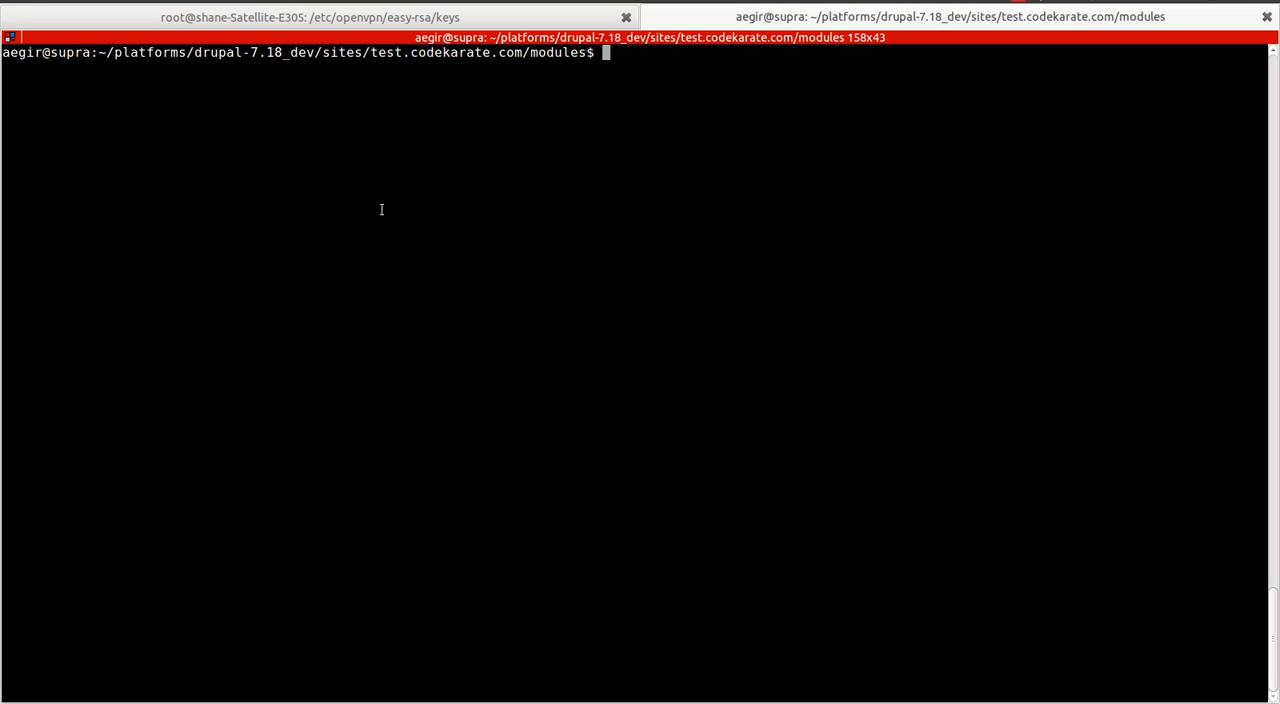 root@shane-Satellite-E305: /etc/openvpn/easy-rsa/keys
aegir@supra: ~/platforms/drupal-7.18_dev/sites/test.codekarate.com/modules
aegir@supra: ~/platforms/drupal-7.18_dev/sites/test.codekarate.com/modules 158x43
aegir@supra:~/platforms/drupal-7.18_dev/sites/test.codekarate.com/modules$